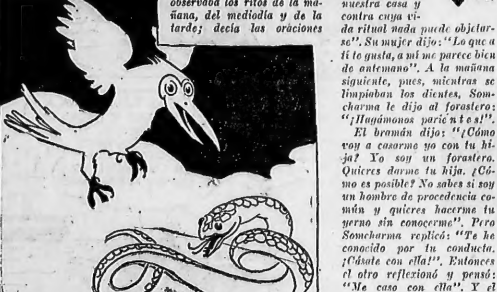 observaba los ritos de la ma-
ñana, del mediodía y de la
tarde; decía las oraciones
nuestra casa y
contra cuya vi-
da ritual nada puede objetar-
se". Su mujer dijo: "Lo que a
ti te gusta, a mí me parece bien
de antemano". A la mañana
siguiente, pues, mientras se
limpiaban los dientes, Som-
charma le dijo al forastero:
"¡Hagámonos parientes!".
El bramán dijo: "¿Cómo
voy a casarme yo con tu hi-
ja? Yo soy un forastero.
Quieres darme tu hija. ¿Có-
mo es posible? No sabes si soy
un hombre de procedencia co-
mún y quieres hacerme tu
yerno sin conocerme". Pero
Somcharma replicó: "Te he
conocido por tu conducta.
¡Cásate con ella!". Entonces
el otro reflexionó y pensó:
"Me caso con ella". Y el